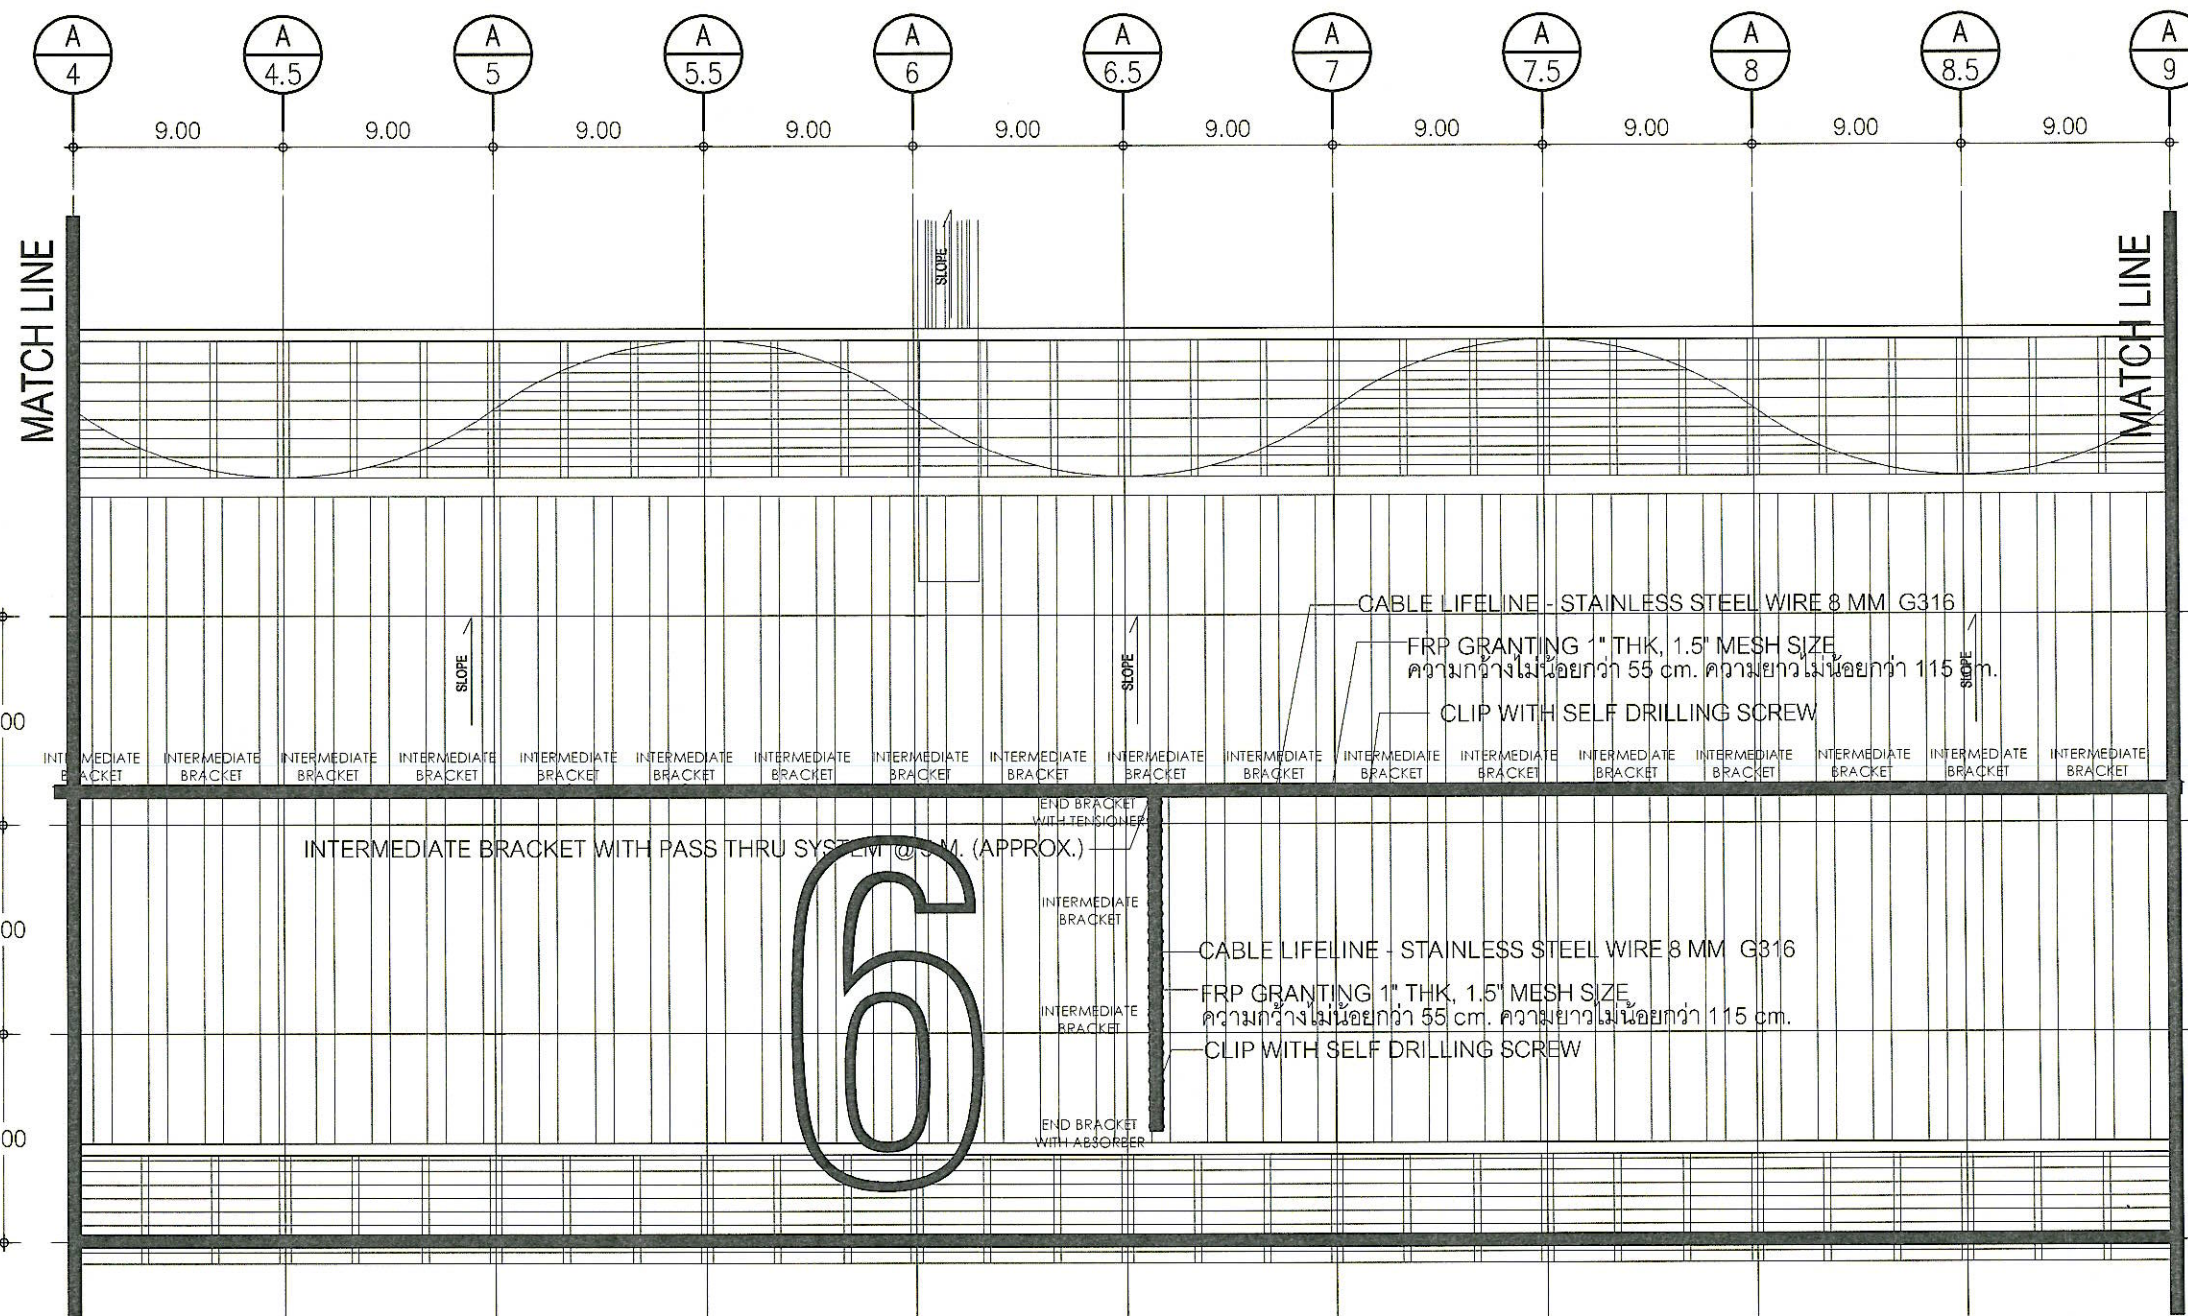 A A A A A A A A A A A
4 4.5 5 5.5 6 6.5 7 7.5 8 8.5 9
9.00 9.00 9.00 9.00 9.00 9.00 9.00 9.00 9.00 9.00
MATCH LINE
MATCH LINE
SLOPE
CABLE LIFELINE - STAINLESS STEEL WIRE 8 MM G316
FRP GRANTING 1" THK, 1.5" MESH SIZE
ความกว้างไม่น้อยกว่า 55 cm. ความยาวไม่น้อยกว่า 115 cm.
SLOPE SLOPE SLOPE
CLIP WITH SELF DRILLING SCREW
00
INTERMEDIATE INTERMEDIATE INTERMEDIATE INTERMEDIATE INTERMEDIATE INTERMEDIATE INTERMEDIATE INTERMEDIATE INTERMEDIATE INTERMEDIATE INTERMEDIATE INTERMEDIATE INTERMEDIATE INTERMEDIATE INTERMEDIATE INTERMEDIATE INTERMEDIATE INTERMEDIATE
BRACKET BRACKET BRACKET BRACKET BRACKET BRACKET BRACKET BRACKET BRACKET BRACKET BRACKET BRACKET BRACKET BRACKET BRACKET BRACKET BRACKET BRACKET
END BRACKET
WITH TENSIONER
INTERMEDIATE BRACKET WITH PASS THRU SYSTEM @ M. (APPROX.)
6
INTERMEDIATE
BRACKET
00
CABLE LIFELINE - STAINLESS STEEL WIRE 8 MM G316
FRP GRANTING 1" THK, 1.5" MESH SIZE
ความกว้างไม่น้อยกว่า 55 cm. ความยาวไม่น้อยกว่า 115 cm.
INTERMEDIATE
BRACKET
CLIP WITH SELF DRILLING SCREW
END BRACKET
WITH ABSORBER
00